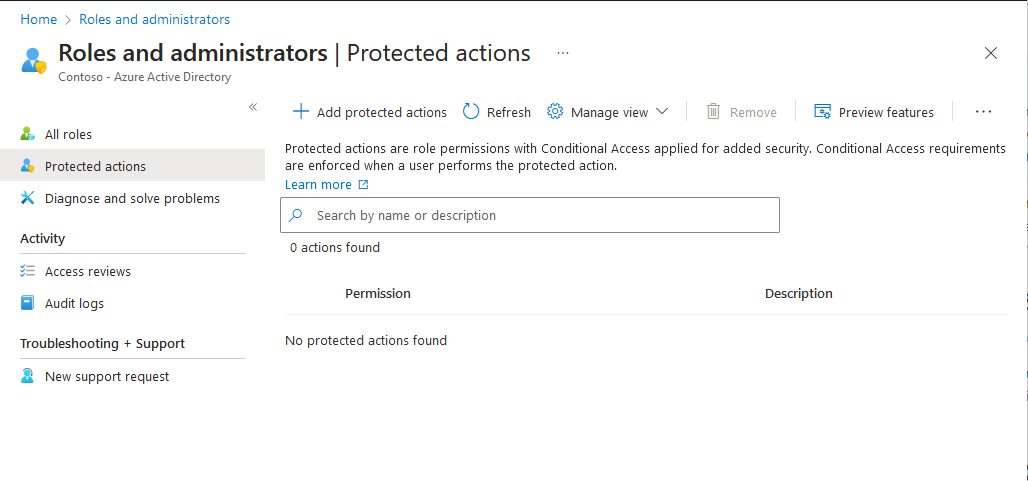 Home > Roles and administrators
Roles and administrators | Protected actions ...
Contoso - Azure Active Directory
All roles
Protected actions
Diagnose and solve problems
Activity
Access reviews
Audit logs
Troubleshooting + Support
New support request
Add protected actions Refresh Manage view Remove Preview features ...
Protected actions are role permissions with Conditional Access applied for added security. Conditional Access requirements
are enforced when a user performs the protected action.
Learn more
Search by name or description
0 actions found
Permission Description
No protected actions found